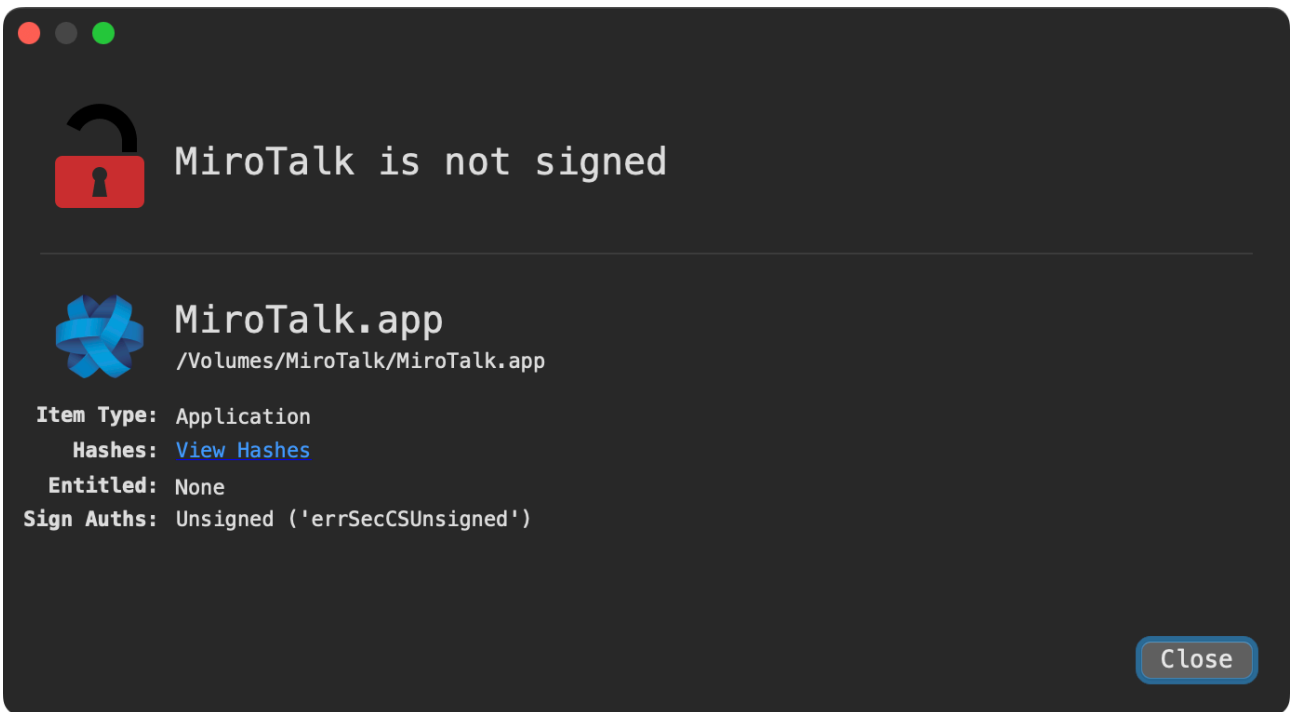 MiroTalk is not signed
MiroTalk.app
/Volumes/MiroTalk/MiroTalk.app
Item Type: Application
Hashes: View Hashes
Entitled: None
Sign Auths: Unsigned ('errSecCSUnsigned')
Close